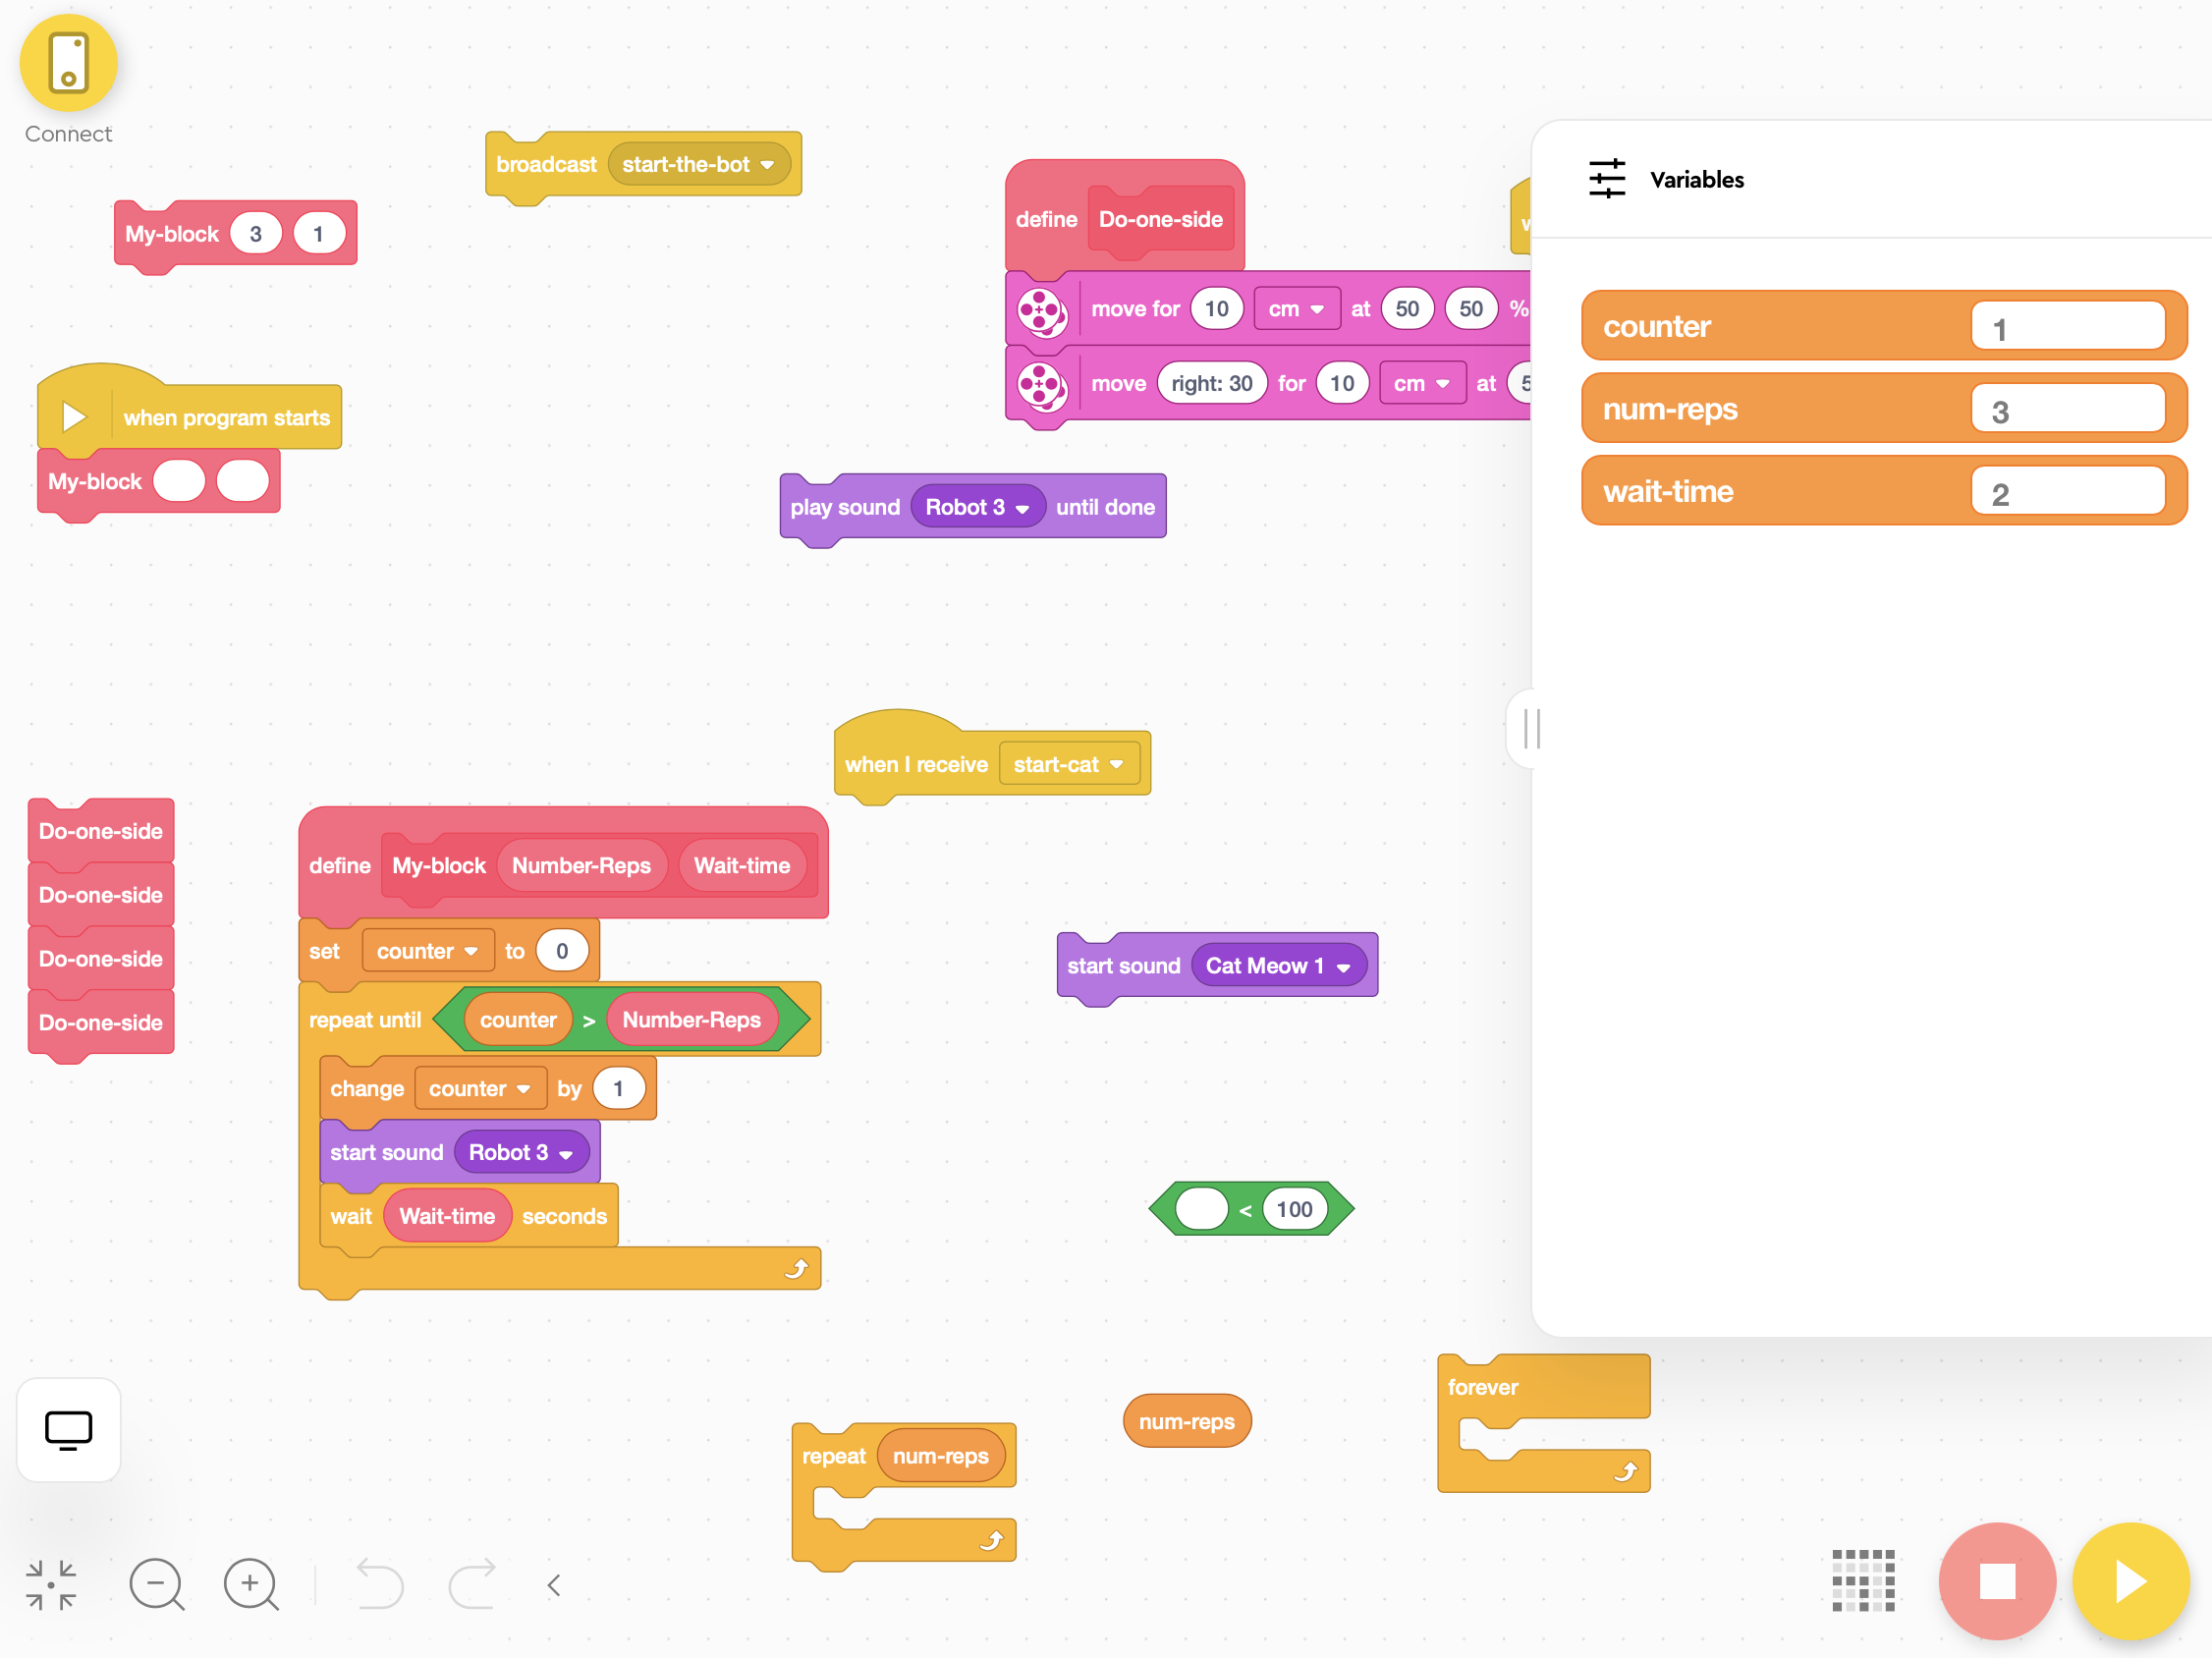 Connect
broadcast start-the-bot
My-block 3 1
when program starts
My-block
define Do-one-side
move for 10 cm at 50 50 %
move right: 30 for 10 cm at
play sound Robot 3 until done
Variables
counter 1
num-reps 3
wait-time 2
when I receive start-cat
Do-one-side
Do-one-side
Do-one-side
Do-one-side
define My-block Number-Reps Wait-time
set counter to 0
repeat until counter > Number-Reps
change counter by 1
start sound Robot 3
wait Wait-time seconds
start sound Cat Meow 1
< 100
repeat num-reps
num-reps
forever